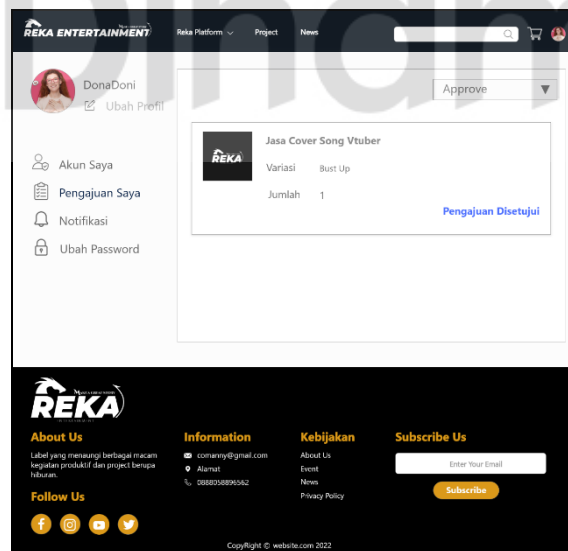 Dinam
REKA ENTERTAINMENT
Reka Platform
Project
News
DonaDoni
Ubah Profil
Approve
REKA
Jasa Cover Song Vtuber
Variasi Bust Up
Jumlah 1
Pengajuan Disetujui
Akun Saya
Pengajuan Saya
Notifikasi
Ubah Password
REKA
About Us
Label yang menaungi berbagai macam
kegiatan produktif dan project berupa
hiburan.
Follow Us
Information
comanny@gmail.com
Alamat
0888058896562
Kebijakan
About Us
Event
News
Privacy Policy
Subscribe Us
Enter Your Email
Subscribe
CopyRight © website.com 2022